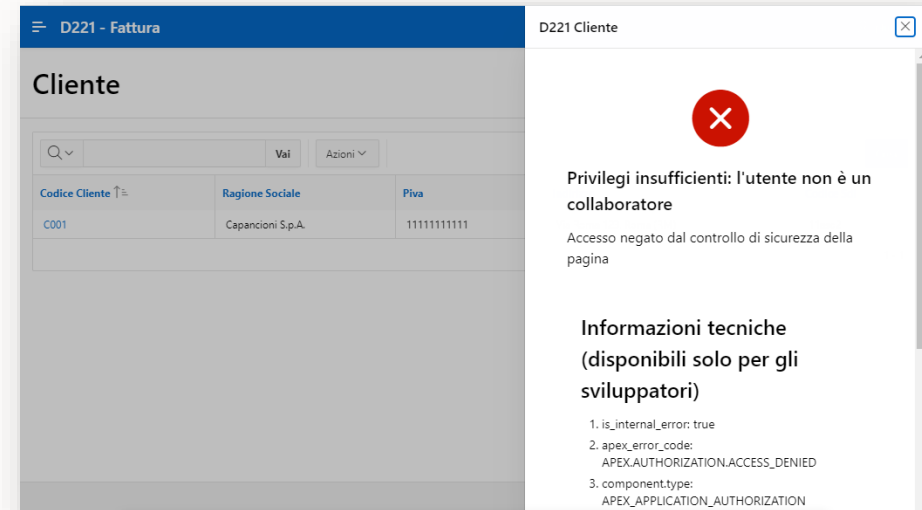 D221 - Fattura
Cliente
Vai
Azioni
Codice Cliente
Ragione Sociale
Piva
C001
Capancioni S.p.A.
11111111111
D221 Cliente
Privilegi insufficienti: l'utente non è un
collaboratore
Accesso negato dal controllo di sicurezza della
pagina
Informazioni tecniche
(disponibili solo per gli
sviluppatori)
1. is_internal_error: true
2. apex_error_code:
APEX.AUTHORIZATION.ACCESS_DENIED
3. component.type:
APEX_APPLICATION_AUTHORIZATION